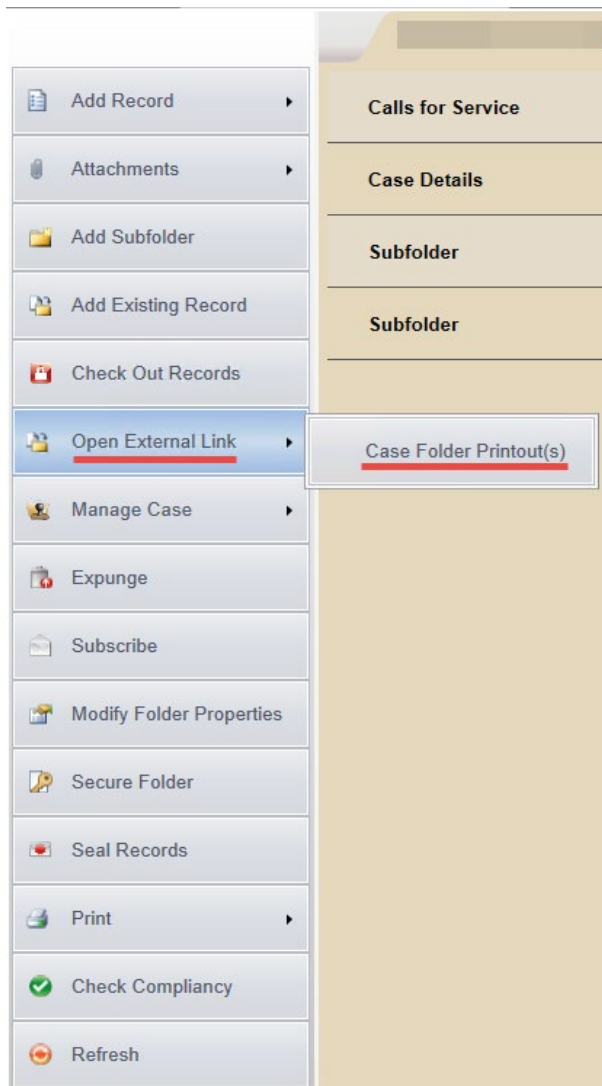 Add Record
Attachments
Add Subfolder
Add Existing Record
Check Out Records
Open External Link
Manage Case
Expunge
Subscribe
Modify Folder Properties
Secure Folder
Seal Records
Print
Check Compliancy
Refresh
Case Folder Printout(s)
Calls for Service
Case Details
Subfolder
Subfolder